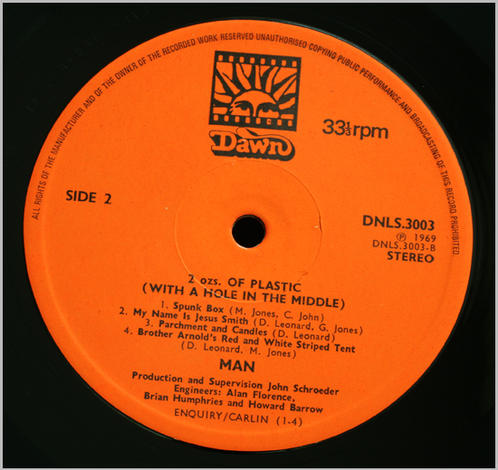 ALL RIGHTS OF THE MANUFACTURER AND OF THE OWNER OF THE RECORDED WORK RESERVED UNAUTHORISED COPYING PUBLIC PERFORMANCE AND BROADCASTING OF THIS RECORD PROHIBITED
Dawn
33⅓rpm
SIDE 2
DNLS.3003
Ⓟ 1969
DNLS.3003-B
STEREO
2 ozs. OF PLASTIC
(WITH A HOLE IN THE MIDDLE)
1. Spunk Box (M. Jones, C. John)
2. My Name Is Jesus Smith (D. Leonard, G. Jones)
3. Parchment and Candles (D. Leonard)
4. Brother Arnold's Red and White Striped Tent
(D. Leonard, M. Jones)
MAN
Production and Supervision John Schroeder
Engineers: Alan Florence,
Brian Humphries and Howard Barrow
ENQUIRY/CARLIN (1-4)